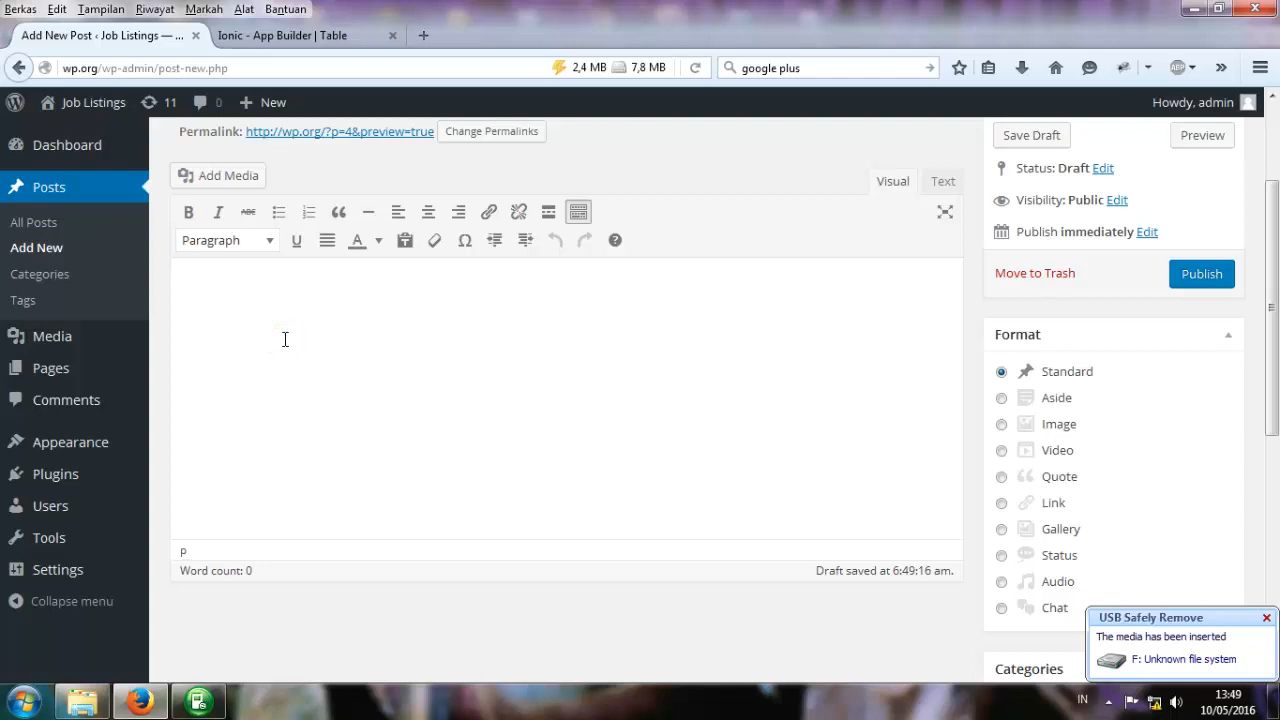 Berkas Edit Tampilan Riwayat Markah Alat Bantuan
Add New Post ‹ Job Listings — ... Ionic - App Builder | Table
wp.org/wp-admin/post-new.php 2,4 MB 7,8 MB google plus
Job Listings 11 0 New Howdy, admin
Permalink: http://wp.org/?p=4&preview=true Change Permalinks
Save Draft Preview
Dashboard
Add Media
Status: Draft Edit
Visual Text
Posts
Visibility: Public Edit
B I ABC
All Posts
Publish immediately Edit
Paragraph U A Ω ?
Add New
Categories
Move to Trash Publish
Tags
Media
Format
Pages
Standard
Comments
Aside
Image
Appearance
Video
Plugins
Quote
Users
Link
Gallery
Tools
p
Status
Settings
Word count: 0 Draft saved at 6:49:16 am.
Audio
Collapse menu
Chat
USB Safely Remove
The media has been inserted
F: Unknown file system
Categories
IN
13:49
10/05/2016